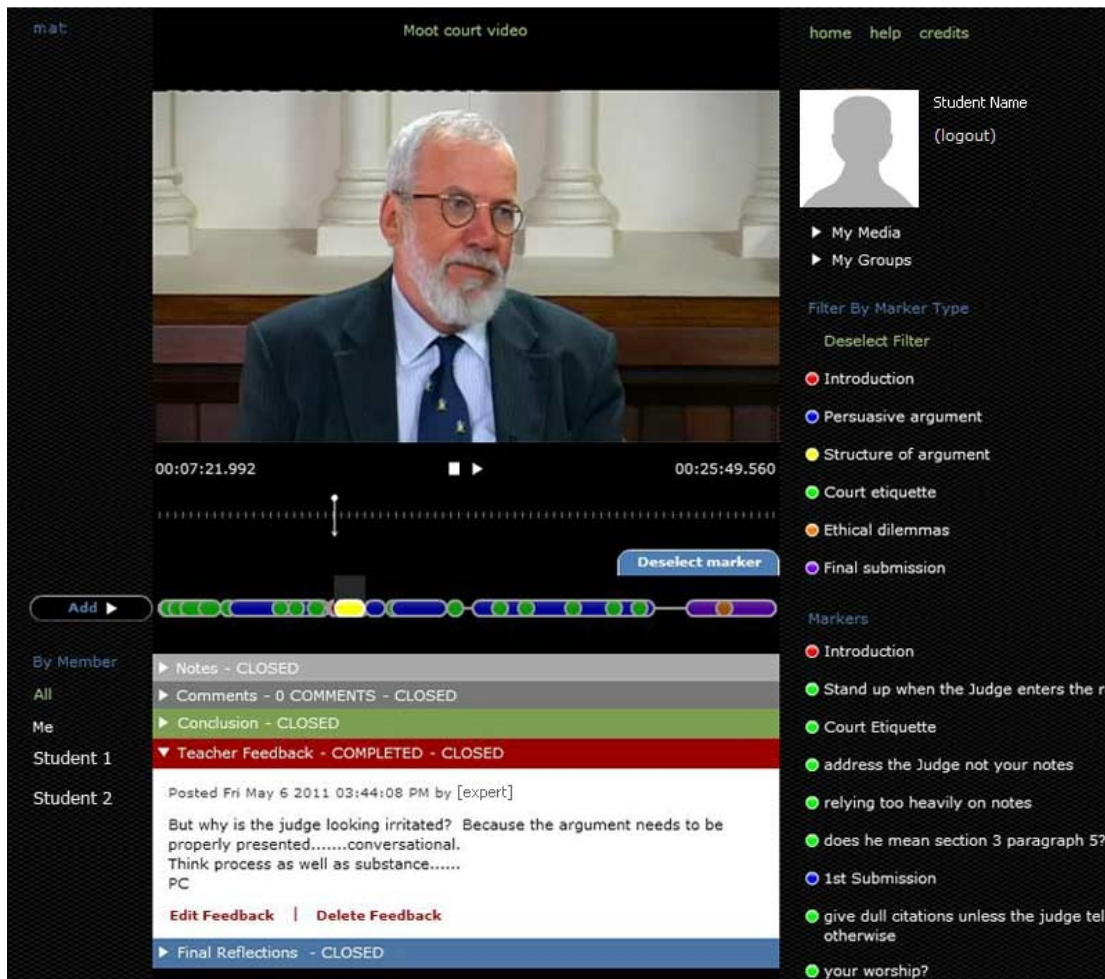 mat
Moot court video
home help credits
Student Name
(logout)
My Media
My Groups
Filter By Marker Type
Deselect Filter
Introduction
Persuasive argument
Structure of argument
Court etiquette
Ethical dilemmas
Final submission
00:07:21.992
00:25:49.560
Deselect marker
Add
By Member
All
Me
Student 1
Student 2
Notes - CLOSED
Comments - 0 COMMENTS - CLOSED
Conclusion - CLOSED
Teacher Feedback - COMPLETED - CLOSED
Posted Fri May 6 2011 03:44:08 PM by [expert]
But why is the judge looking irritated? Because the argument needs to be
properly presented.......conversational.
Think process as well as substance......
PC
Edit Feedback | Delete Feedback
Final Reflections - CLOSED
Markers
Introduction
Stand up when the Judge enters the r
Court Etiquette
address the Judge not your notes
relying too heavily on notes
does he mean section 3 paragraph 5?
1st Submission
give dull citations unless the judge tel
otherwise
your worship?